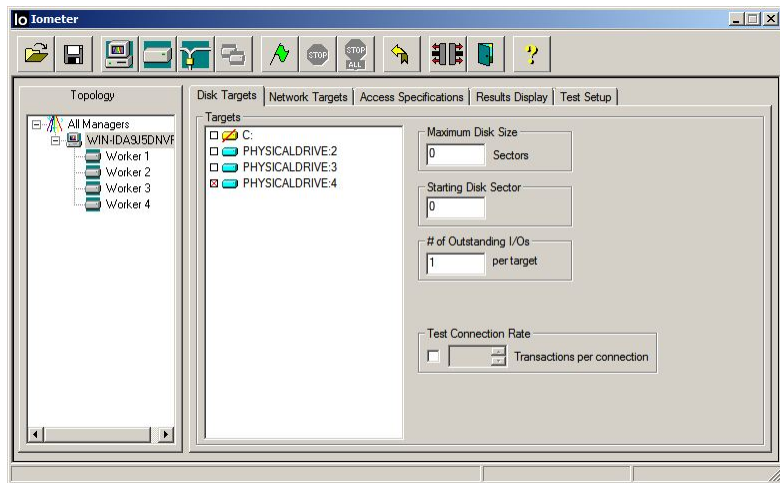 Io Iometer
STOP
STOP
ALL
?
Topology
All Managers
WIN-IDA9J5DNVF
Worker 1
Worker 2
Worker 3
Worker 4
Disk Targets
Network Targets
Access Specifications
Results Display
Test Setup
Targets
C:
PHYSICALDRIVE:2
PHYSICALDRIVE:3
PHYSICALDRIVE:4
Maximum Disk Size
0 Sectors
Starting Disk Sector
0
# of Outstanding I/Os
1 per target
Test Connection Rate
Transactions per connection